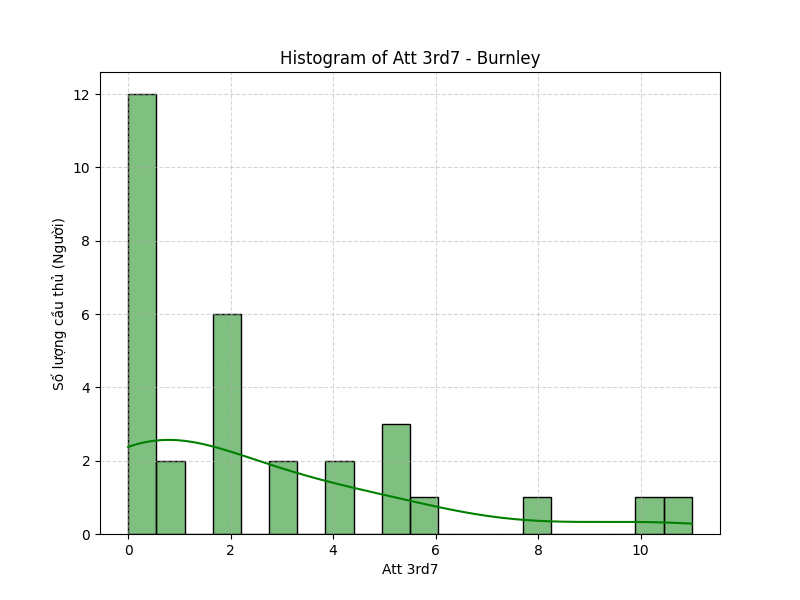 Histogram of Att 3rd7 - Burnley
Số lượng cầu thủ (Người)
12
10
8
6
4
2
0
0 2 4 6 8 10
Att 3rd7